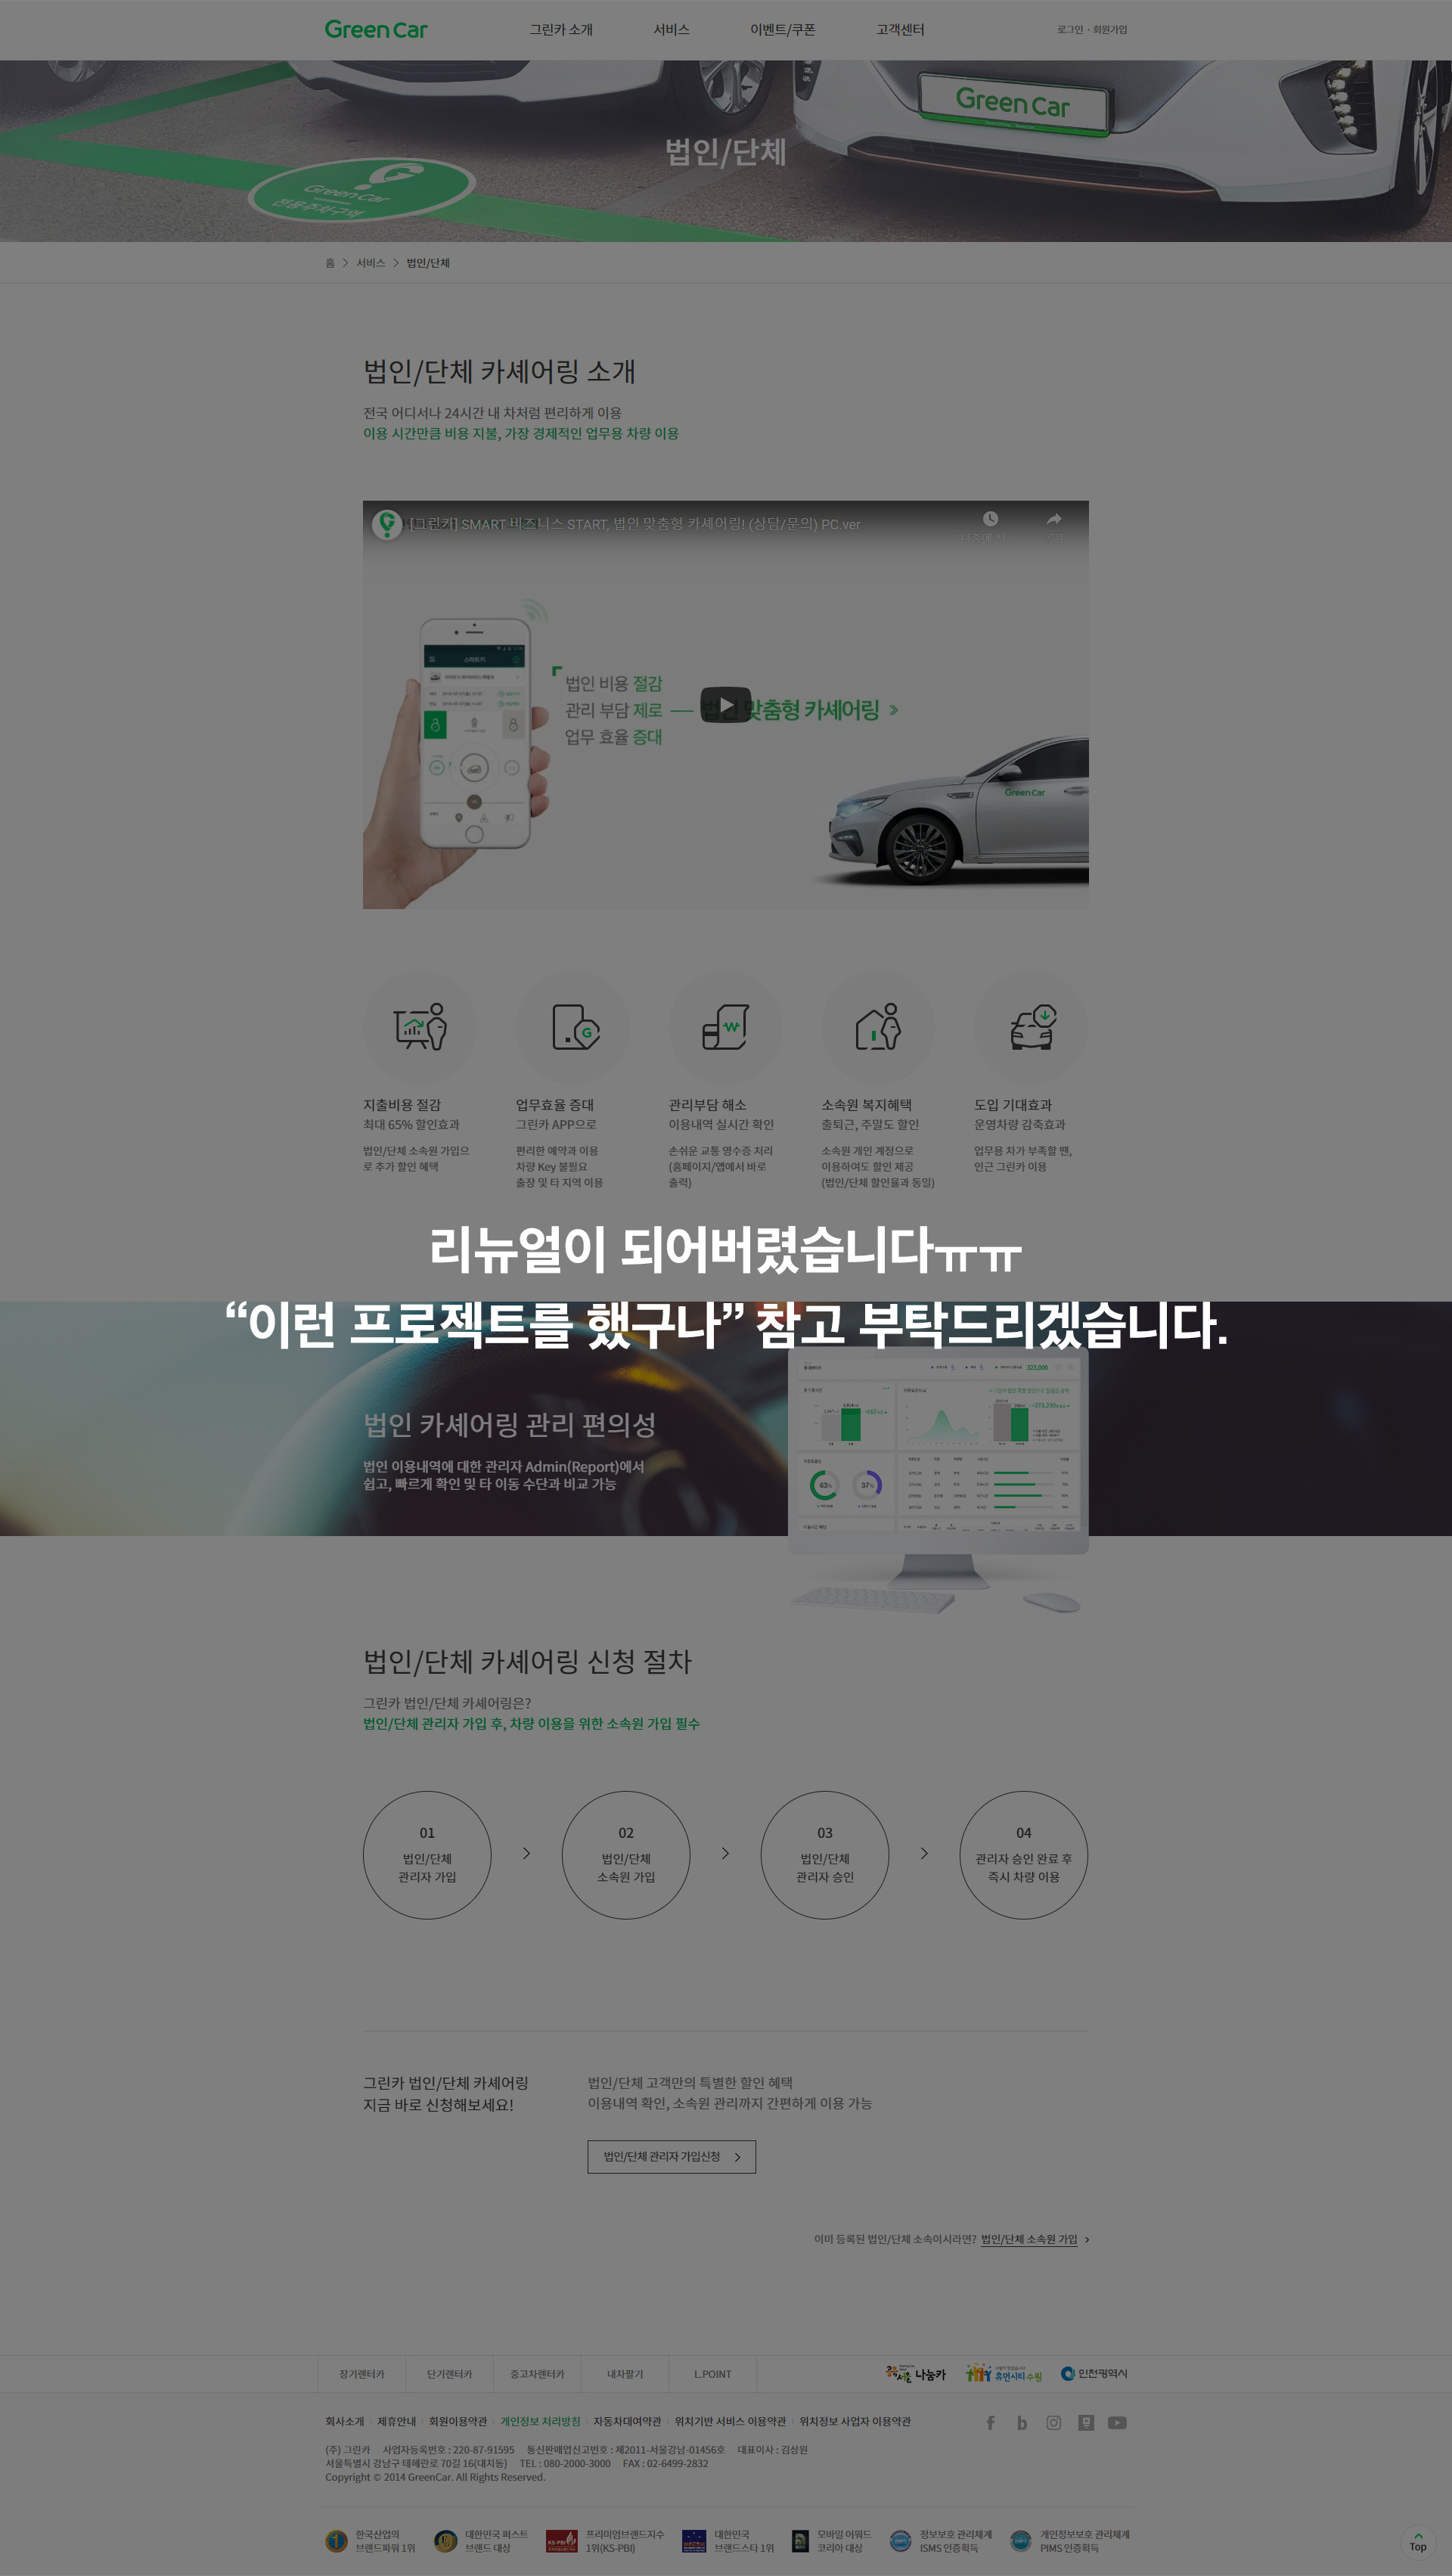 Green Car
그린카 소개
서비스
이벤트/쿠폰
고객센터
로그인 · 회원가입
Green Car
Green Car
전용주차구역
법인/단체
홈 > 서비스 > 법인/단체
법인/단체 카셰어링 소개
전국 어디서나 24시간 내 차처럼 편리하게 이용
이용 시간만큼 비용 지불, 가장 경제적인 업무용 차량 이용
[그린카] SMART 비즈니스 START, 법인 맞춤형 카셰어링! (상담/문의) PC.ver
공유
스마트키
법인 비용 절감
관리 부담 제로
업무 효율 증대
맞춤형 카셰어링
Green Car
지출비용 절감
최대 65% 할인효과
법인/단체 소속원 가입으
로 추가 할인 혜택
업무효율 증대
그린카 APP으로
편리한 예약과 이용
차량 Key 불필요
출장 및 타 지역 이용
관리부담 해소
이용내역 실시간 확인
손쉬운 교통 영수증 처리
(홈페이지/앱에서 바로
출력)
소속원 복지혜택
출퇴근, 주말도 할인
소속원 개인 계정으로
이용하여도 할인 제공
(법인/단체 할인율과 동일)
도입 기대효과
운영차량 감축효과
업무용 차가 부족할 땐,
인근 그린카 이용
리뉴얼이 되어버렸습니다ㅠㅠ
“이런 프로젝트를 했구나” 참고 부탁드리겠습니다.
법인 카셰어링 관리 편의성
법인 이용내역에 대한 관리자 Admin(Report)에서
쉽고, 빠르게 확인 및 타 이동 수단과 비교 가능
323,000
63%
37%
법인/단체 카셰어링 신청 절차
그린카 법인/단체 카셰어링은?
법인/단체 관리자 가입 후, 차량 이용을 위한 소속원 가입 필수
01
법인/단체
관리자 가입
02
법인/단체
소속원 가입
03
법인/단체
관리자 승인
04
관리자 승인 완료 후
즉시 차량 이용
그린카 법인/단체 카셰어링
지금 바로 신청해보세요!
법인/단체 고객만의 특별한 할인 혜택
이용내역 확인, 소속원 관리까지 간편하게 이용 가능
법인/단체 관리자 가입신청
이미 등록된 법인/단체 소속이시라면? 법인/단체 소속원 가입
장기렌터카
단기렌터카
중고차렌터카
내차팔기
L.POINT
나눔카
휴먼시티 수원
인천광역시
회사소개 제휴안내 회원이용약관 개인정보 처리방침 자동차대여약관 위치기반 서비스 이용약관 위치정보 사업자 이용약관
(주) 그린카 사업자등록번호 : 220-87-91595 통신판매업신고번호 : 제2011-서울강남-01456호 대표이사 : 김상원
서울특별시 강남구 테헤란로 70길 16(대치동) TEL : 080-2000-3000 FAX : 02-6499-2832
Copyright © 2014 GreenCar. All Rights Reserved.
한국산업의
브랜드파워 1위
대한민국 퍼스트
브랜드 대상
KS-PBI
프리미엄브랜드지수
1위(KS-PBI)
대한민국
브랜드스타 1위
모바일 어워드
코리아 대상
정보보호 관리체계
ISMS 인증획득
개인정보보호 관리체계
PIMS 인증획득
Top